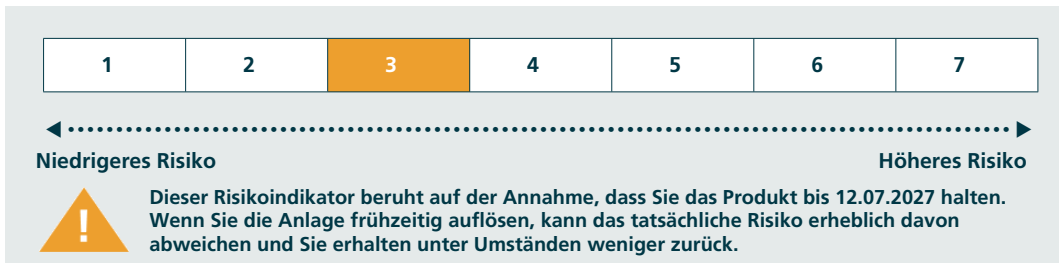 1 2 3 4 5 6 7
Niedrigeres Risiko Höheres Risiko
Dieser Risikoindikator beruht auf der Annahme, dass Sie das Produkt bis 12.07.2027 halten.
Wenn Sie die Anlage frühzeitig auflösen, kann das tatsächliche Risiko erheblich davon
abweichen und Sie erhalten unter Umständen weniger zurück.
!